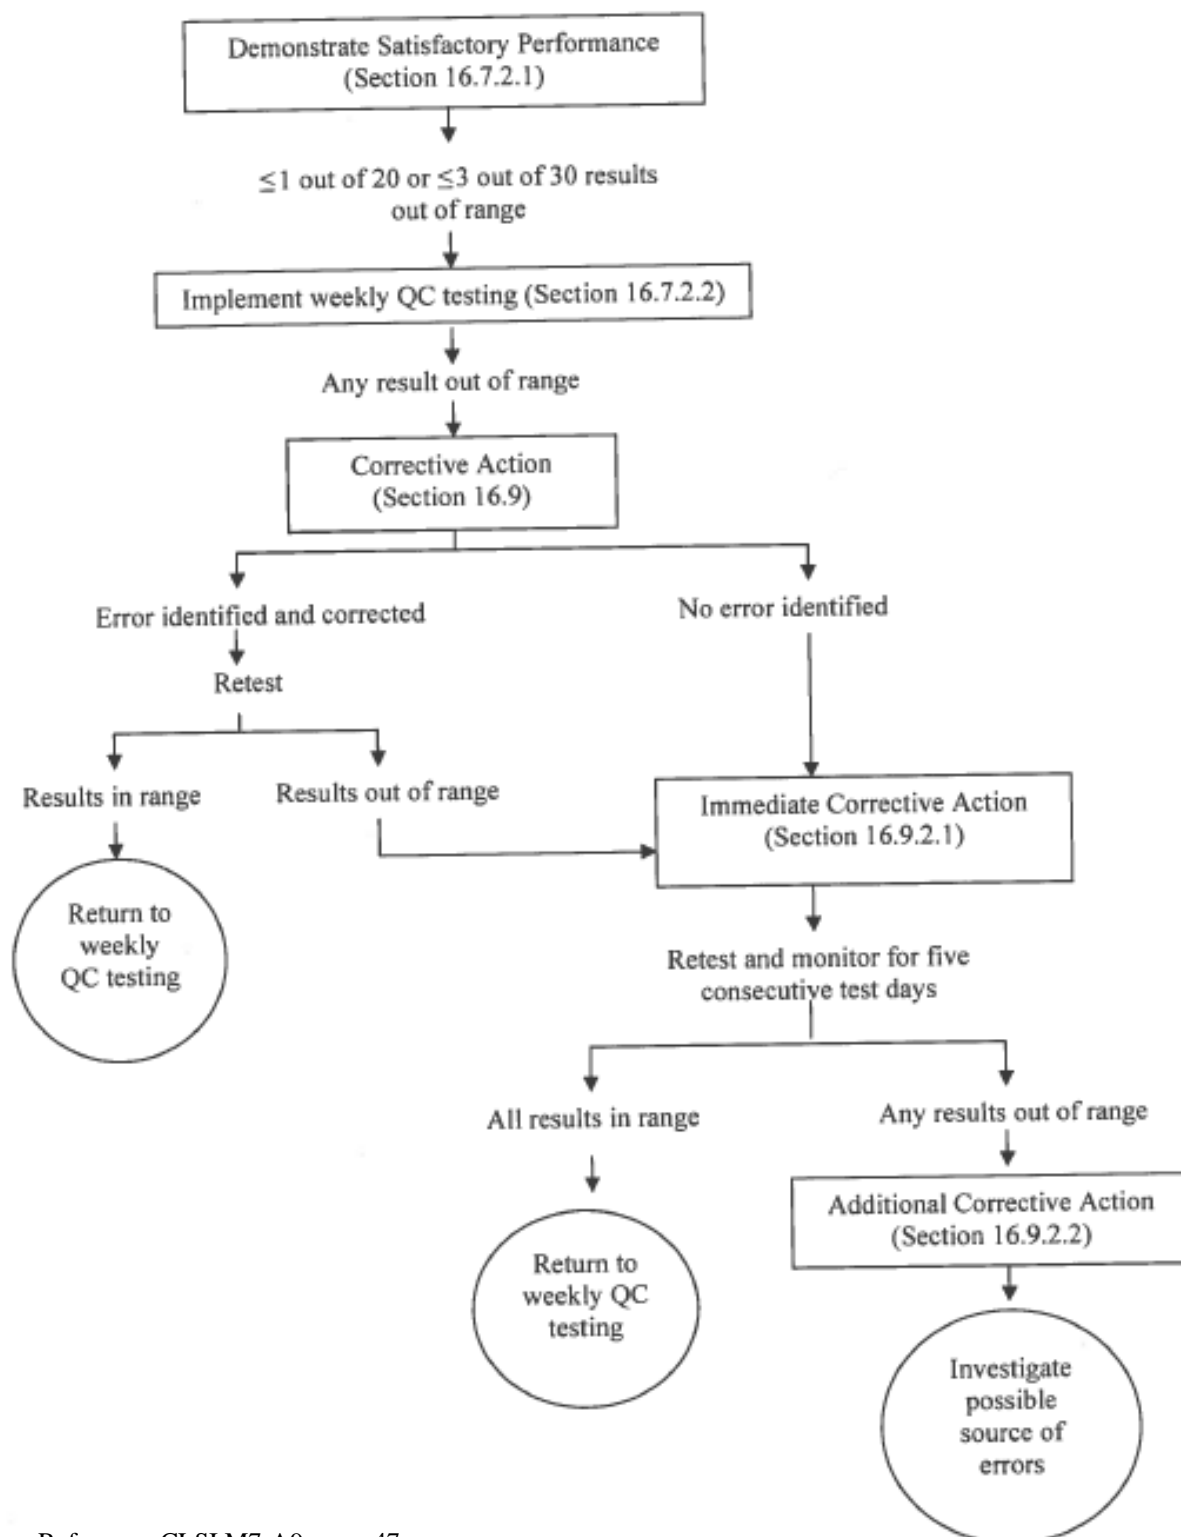 Demonstrate Satisfactory Performance
(Section 16.7.2.1)
≤1 out of 20 or ≤3 out of 30 results
out of range
Implement weekly QC testing (Section 16.7.2.2)
Any result out of range
Corrective Action
(Section 16.9)
Error identified and corrected
No error identified
Retest
Results in range
Results out of range
Immediate Corrective Action
(Section 16.9.2.1)
Return to
weekly
QC testing
Retest and monitor for five
consecutive test days
All results in range
Any results out of range
Additional Corrective Action
(Section 16.9.2.2)
Return to
weekly QC
testing
Investigate
possible
source of
errors